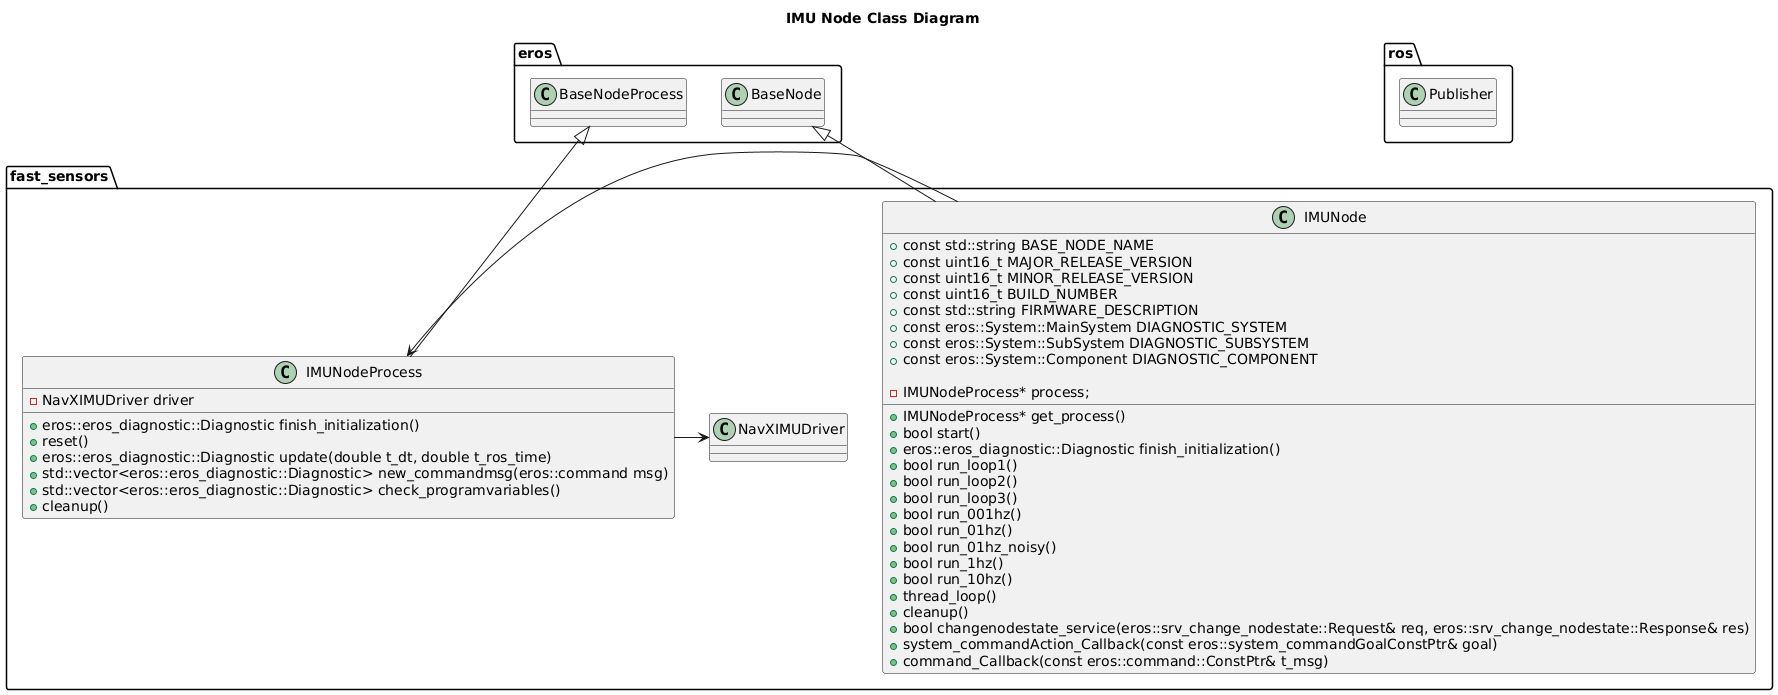 IMU Node Class Diagram
eros
C BaseNodeProcess
C BaseNode
ros
C Publisher
fast_sensors
C IMUNode
const std::string BASE_NODE_NAME
const uint16_t MAJOR_RELEASE_VERSION
const uint16_t MINOR_RELEASE_VERSION
const uint16_t BUILD_NUMBER
const std::string FIRMWARE_DESCRIPTION
const eros::System::MainSystem DIAGNOSTIC_SYSTEM
const eros::System::SubSystem DIAGNOSTIC_SUBSYSTEM
const eros::System::Component DIAGNOSTIC_COMPONENT
IMUNodeProcess* process;
IMUNodeProcess* get_process()
bool start()
eros::eros_diagnostic::Diagnostic finish_initialization()
bool run_loop1()
bool run_loop2()
bool run_loop3()
bool run_001hz()
bool run_01hz()
bool run_01hz_noisy()
bool run_1hz()
bool run_10hz()
thread_loop()
cleanup()
bool changenodestate_service(eros::srv_change_nodestate::Request& req, eros::srv_change_nodestate::Response& res)
system_commandAction_Callback(const eros::system_commandGoalConstPtr& goal)
command_Callback(const eros::command::ConstPtr& t_msg)
C IMUNodeProcess
NavXIMUDriver driver
eros::eros_diagnostic::Diagnostic finish_initialization()
reset()
eros::eros_diagnostic::Diagnostic update(double t_dt, double t_ros_time)
std::vector<eros::eros_diagnostic::Diagnostic> new_commandmsg(eros::command msg)
std::vector<eros::eros_diagnostic::Diagnostic> check_programvariables()
cleanup()
C NavXIMUDriver